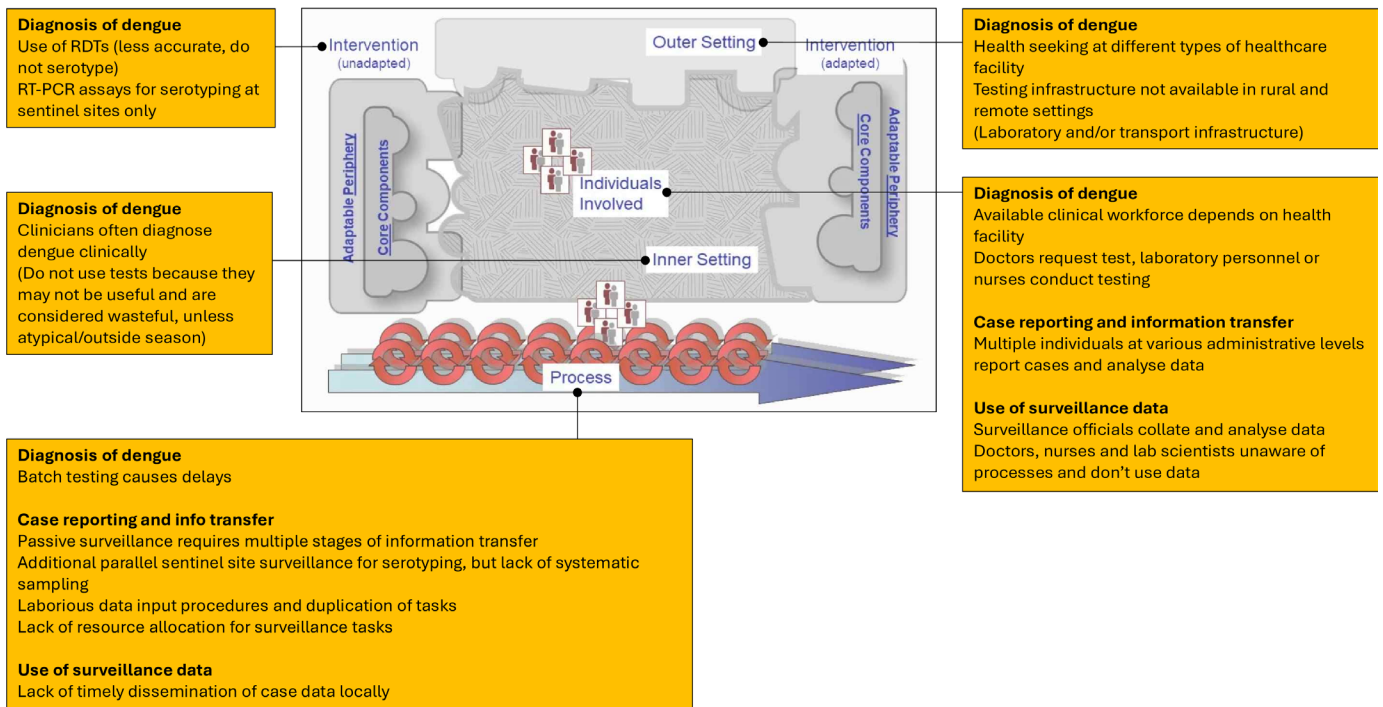 Diagnosis of dengue
Use of RDTs (less accurate, do
not serotype)
RT-PCR assays for serotyping at
sentinel sites only
Diagnosis of dengue
Clinicians often diagnose
dengue clinically
(Do not use tests because they
may not be useful and are
considered wasteful, unless
atypical/outside season)
Intervention
(unadapted)
Outer Setting
Intervention
(adapted)
Adaptable Periphery
Core Components
Individuals
Involved
Inner Setting
Core Components
Adaptable Periphery
Process
Diagnosis of dengue
Health seeking at different types of healthcare
facility
Testing infrastructure not available in rural and
remote settings
(Laboratory and/or transport infrastructure)
Diagnosis of dengue
Available clinical workforce depends on health
facility
Doctors request test, laboratory personnel or
nurses conduct testing
Case reporting and information transfer
Multiple individuals at various administrative levels
report cases and analyse data
Use of surveillance data
Surveillance officials collate and analyse data
Doctors, nurses and lab scientists unaware of
processes and don't use data
Diagnosis of dengue
Batch testing causes delays
Case reporting and info transfer
Passive surveillance requires multiple stages of information transfer
Additional parallel sentinel site surveillance for serotyping, but lack of systematic
sampling
Laborious data input procedures and duplication of tasks
Lack of resource allocation for surveillance tasks
Use of surveillance data
Lack of timely dissemination of case data locally